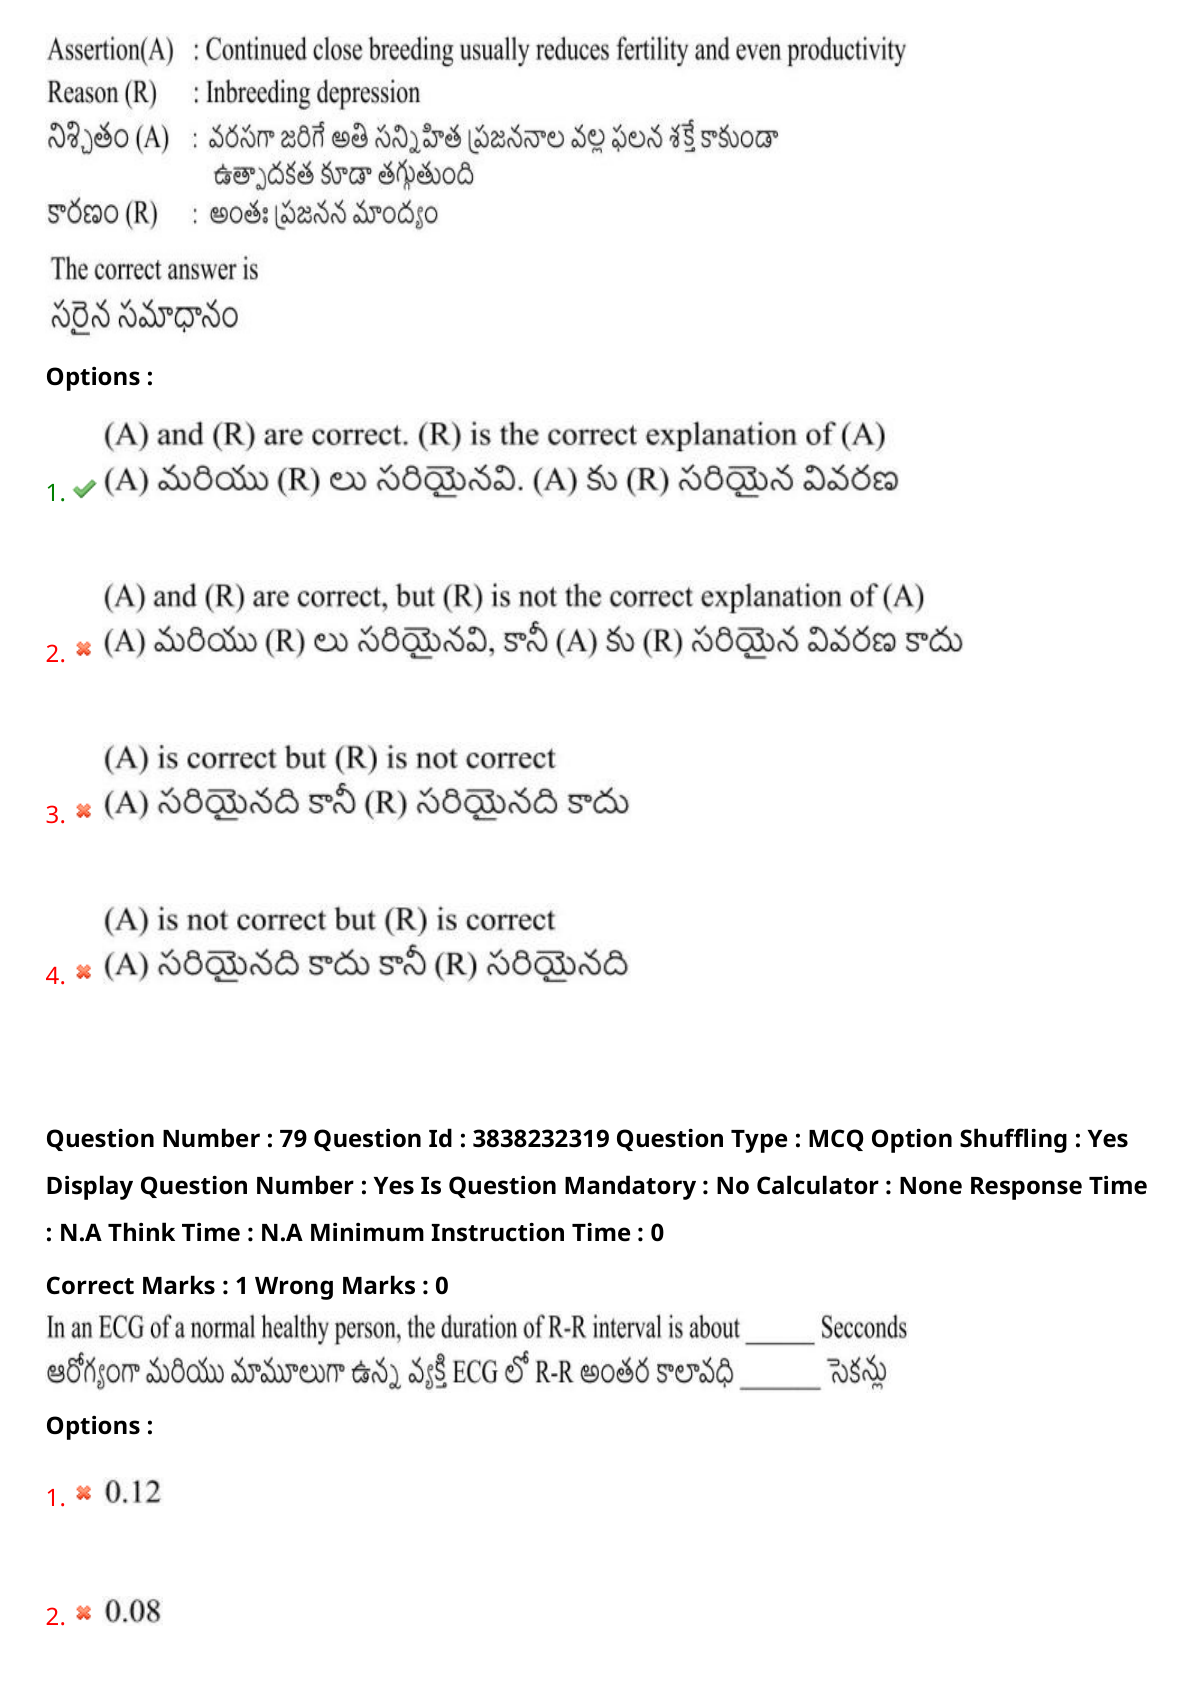 Assertion(A) : Continued close breeding usually reduces fertility and even productivity
Reason (R) : Inbreeding depression
నిశ్చితం (A) : వరసగా జరిగే అతి సన్నిహిత ప్రజననాల వల్ల ఫలన శక్తే కాకుండా
ఉత్పాదకత కూడా తగ్గుతుంది
కారణం (R) : అంతః ప్రజనన మాంద్యం
The correct answer is
సరైన సమాధానం
Options :
(A) and (R) are correct. (R) is the correct explanation of (A)
1. (A) మరియు (R) లు సరియైనవి. (A) కు (R) సరియైన వివరణ
(A) and (R) are correct, but (R) is not the correct explanation of (A)
2. (A) మరియు (R) లు సరియైనవి, కానీ (A) కు (R) సరియైన వివరణ కాదు
(A) is correct but (R) is not correct
3. (A) సరియైనది కానీ (R) సరియైనది కాదు
(A) is not correct but (R) is correct
4. (A) సరియైనది కాదు కానీ (R) సరియైనది
Question Number : 79 Question Id : 3838232319 Question Type : MCQ Option Shuffling : Yes
Display Question Number : Yes Is Question Mandatory : No Calculator : None Response Time
: N.A Think Time : N.A Minimum Instruction Time : 0
Correct Marks : 1 Wrong Marks : 0
In an ECG of a normal healthy person, the duration of R-R interval is about ______ Secconds
ఆరోగ్యంగా మరియు మామూలుగా ఉన్న వ్యక్తి ECG లో R-R అంతర కాలావధి _______ సెకన్లు
Options :
1. 0.12
2. 0.08